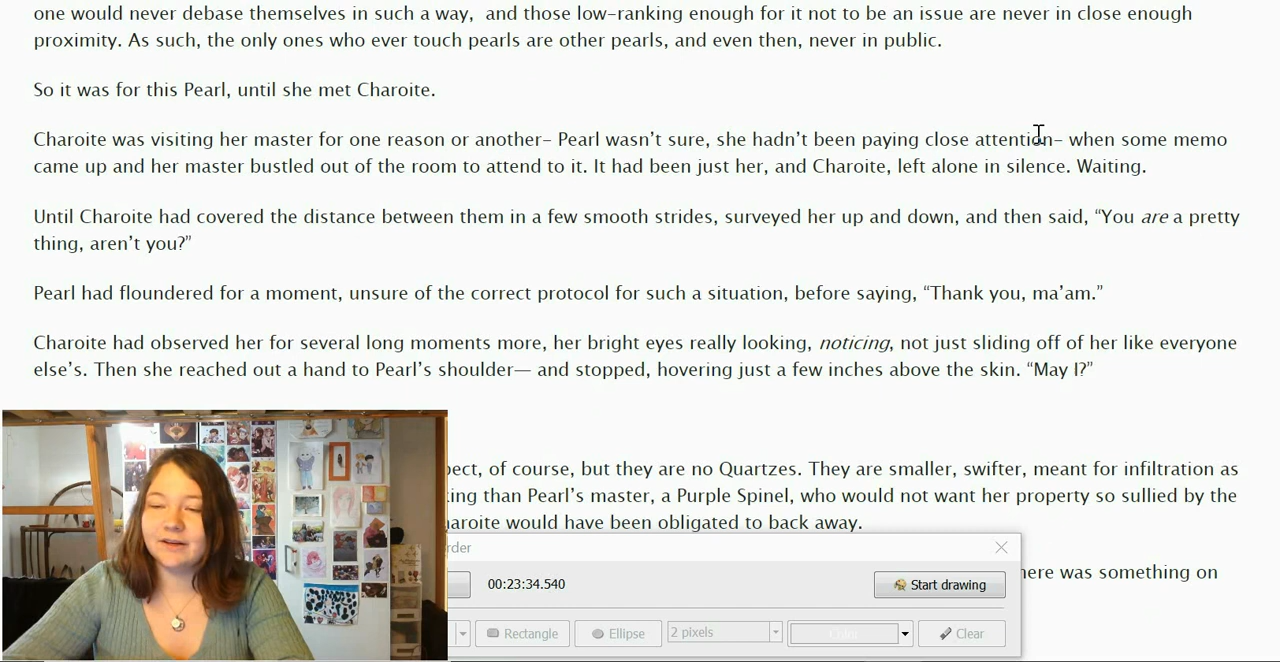 one would never debase themselves in such a way,  and those low-ranking enough for it not to be an issue are never in close enough
proximity. As such, the only ones who ever touch pearls are other pearls, and even then, never in public.
So it was for this Pearl, until she met Charoite.
Charoite was visiting her master for one reason or another– Pearl wasn’t sure, she hadn’t been paying close attention– when some memo
came up and her master bustled out of the room to attend to it. It had been just her, and Charoite, left alone in silence. Waiting.
Until Charoite had covered the distance between them in a few smooth strides, surveyed her up and down, and then said, “You are a pretty
thing, aren’t you?”
Pearl had floundered for a moment, unsure of the correct protocol for such a situation, before saying, “Thank you, ma’am.”
Charoite had observed her for several long moments more, her bright eyes really looking, noticing, not just sliding off of her like everyone
else’s. Then she reached out a hand to Pearl’s shoulder— and stopped, hovering just a few inches above the skin. “May I?”
of course, but they are no Quartzes. They are smaller, swifter, meant for infiltration as
than Pearl’s master, a Purple Spinel, who would not want her property so sullied by the
would have been obligated to back away.
there was something on
00:23:34.540
Start drawing
Rectangle
Ellipse
2 pixels
Color
Clear